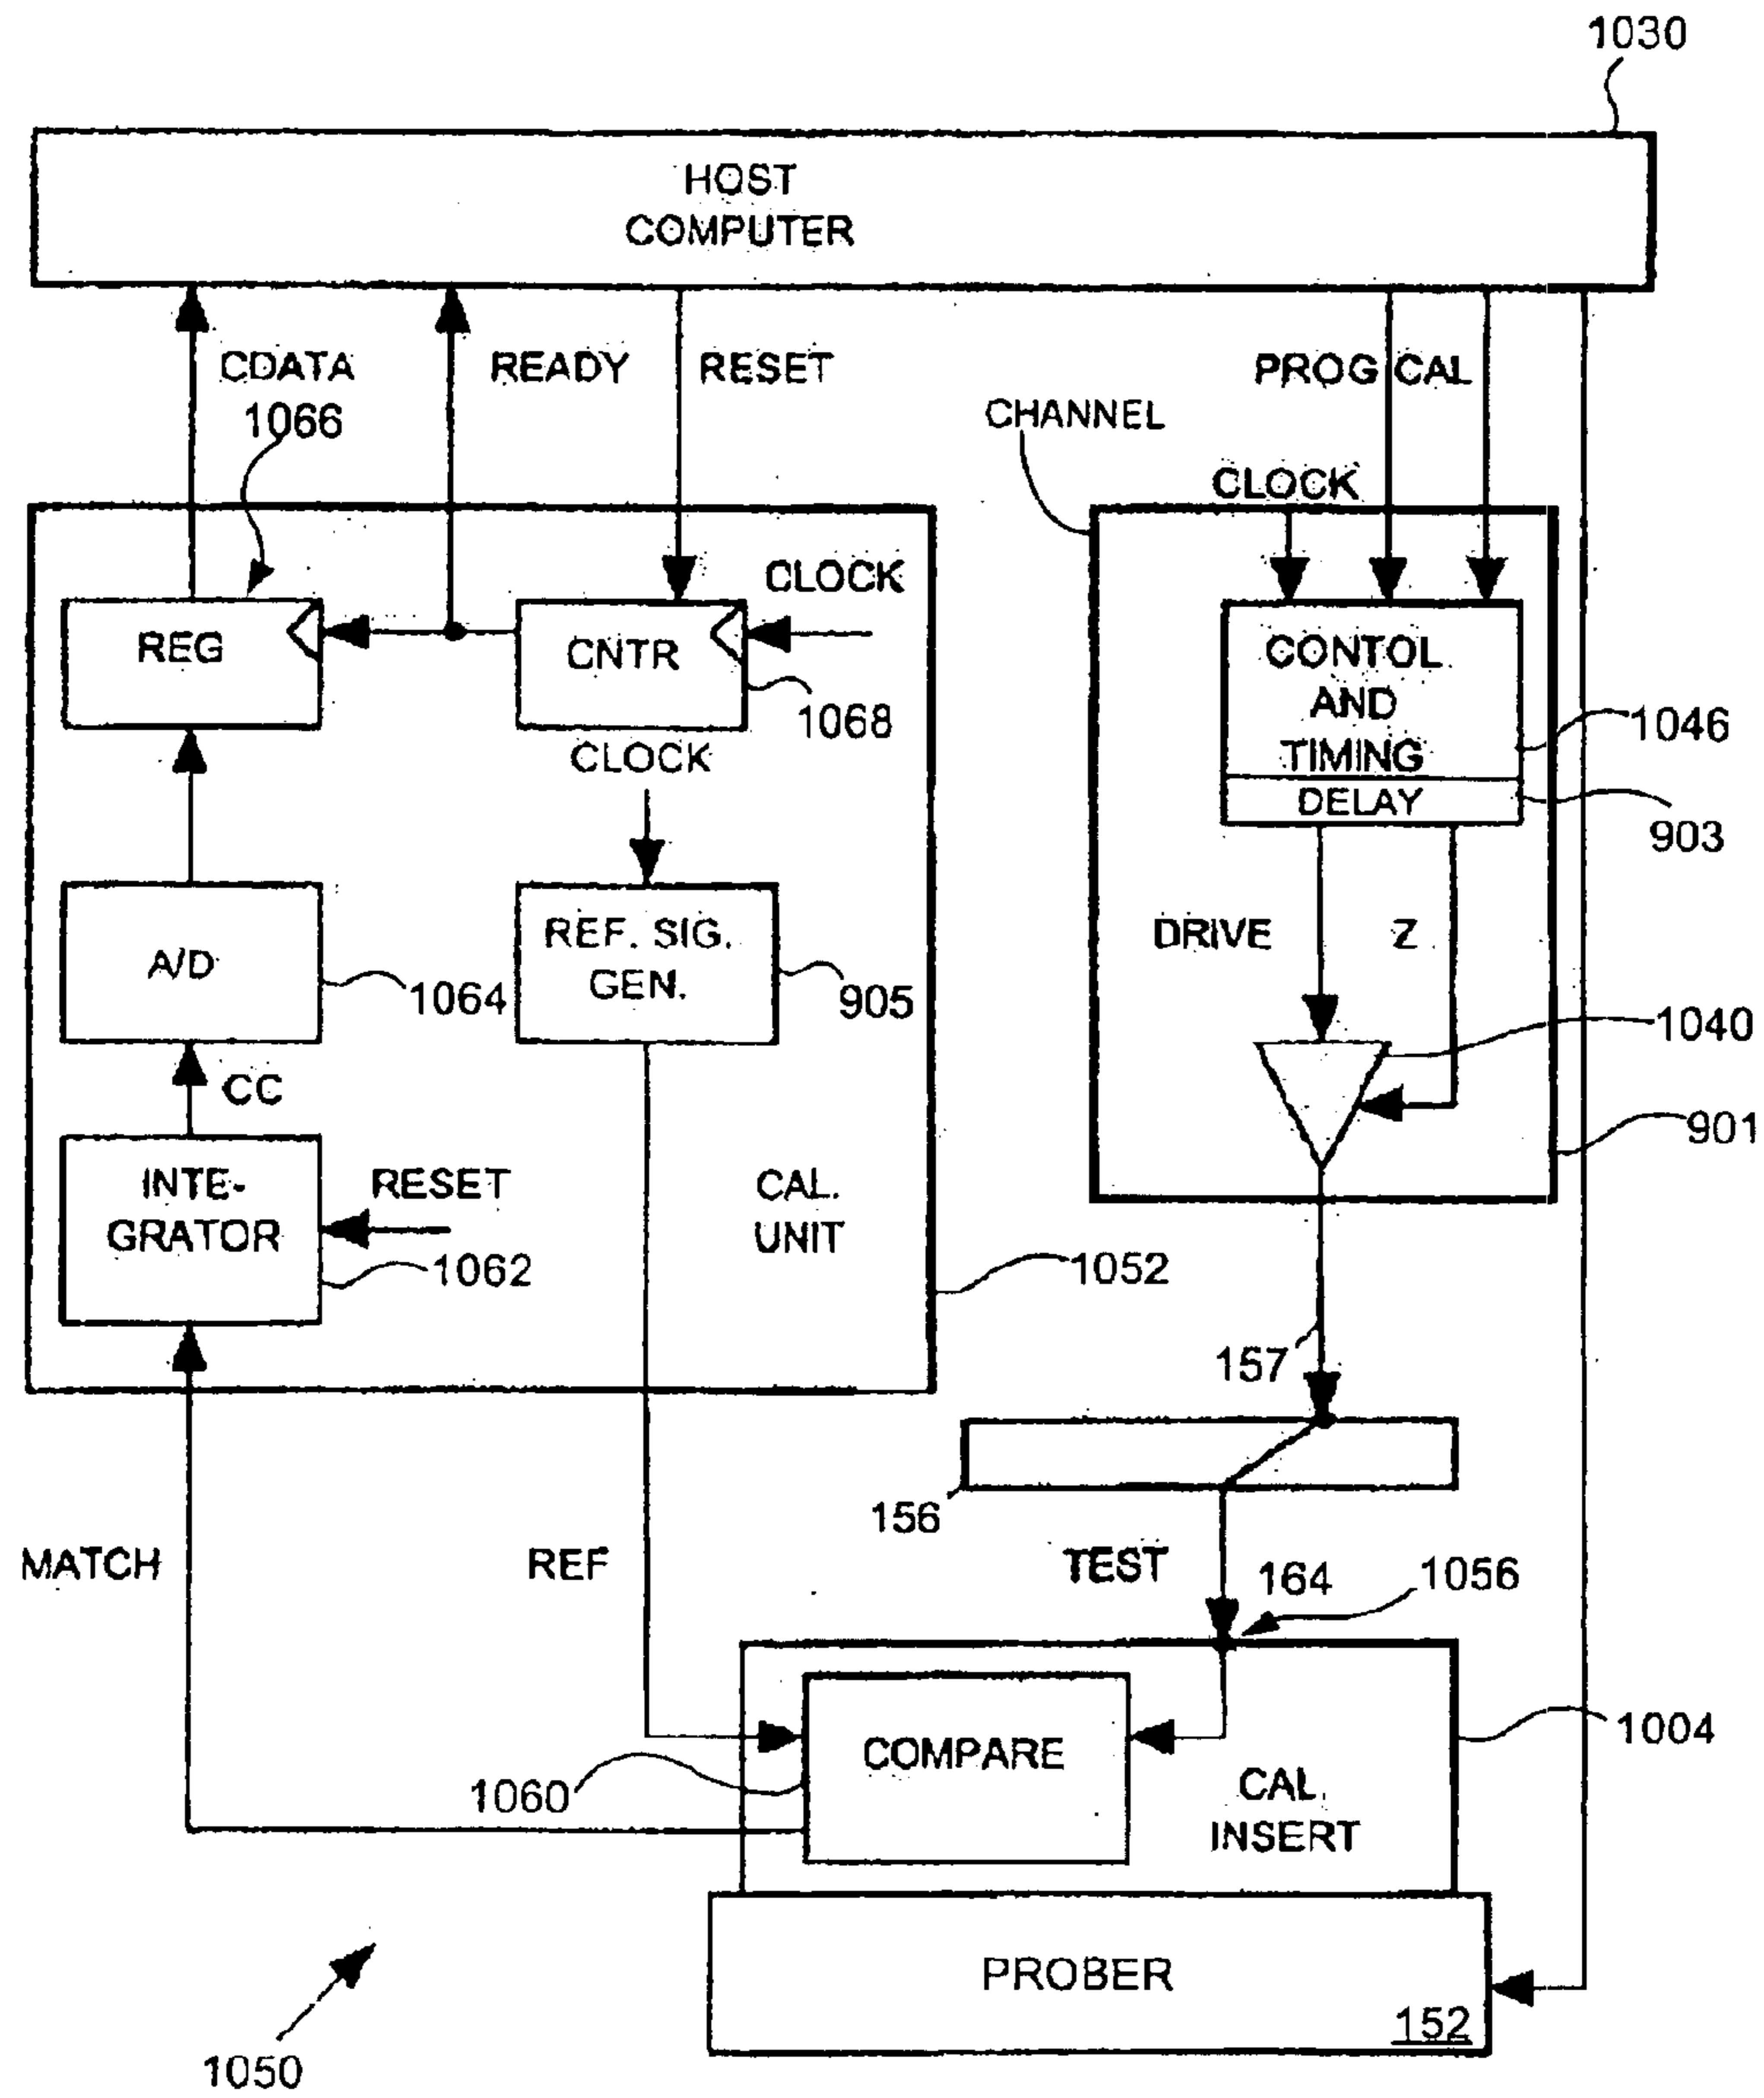 1030
HOST
COMPUTER
CDATA
READY
RESET
PROG
CAL
1066
CHANNEL
CLOCK
CLOCK
REG
CNTR
CONTOL
AND
TIMING
1046
1068
CLOCK
DELAY
903
A/D
1064
REF. SIG.
GEN.
905
DRIVE
Z
1040
CC
901
INTE-
GRATOR
RESET
1062
CAL.
UNIT
1052
157
156
MATCH
REF
TEST
164
1056
1004
COMPARE
1060
CAL.
INSERT
PROBER
152
1050